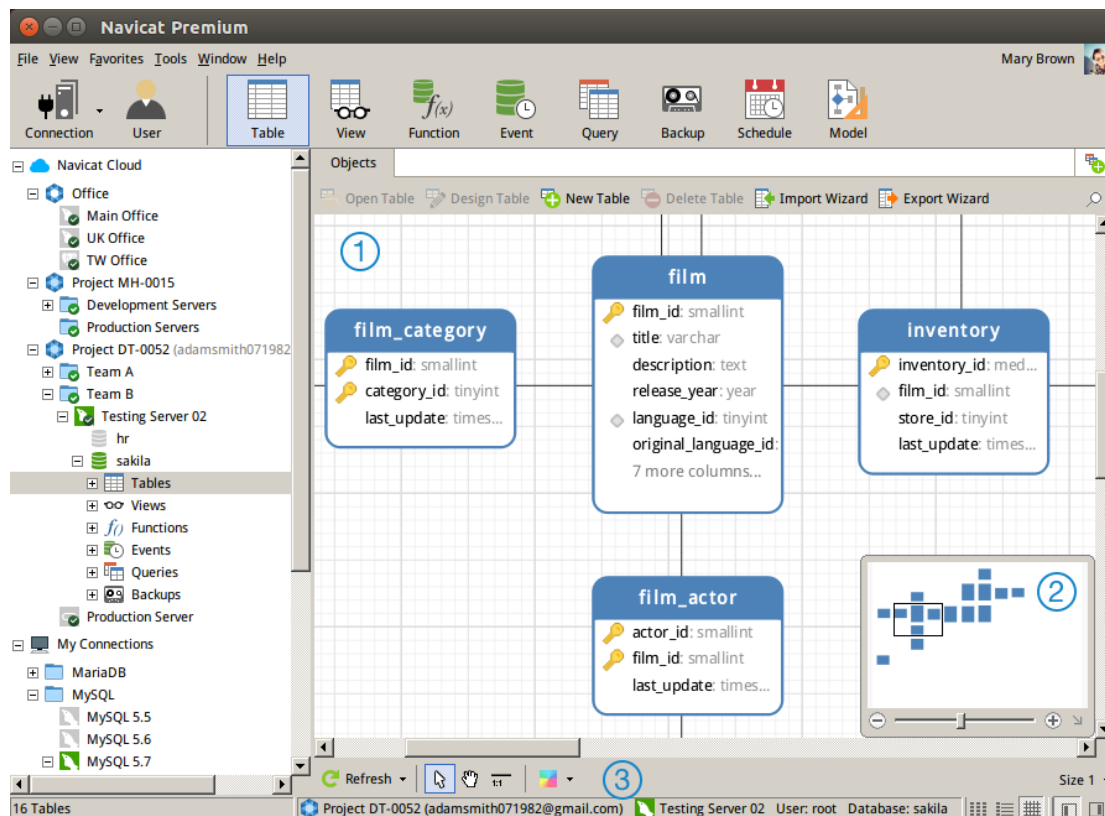 Navicat Premium
File View Favorites Tools Window Help
Mary Brown
Connection User Table View Function Event Query Backup Schedule Model
Navicat Cloud
Office
Main Office
UK Office
TW Office
Project MH-0015
Development Servers
Production Servers
Project DT-0052 (adamsmith071982
Team A
Team B
Testing Server 02
hr
sakila
Tables
Views
Functions
Events
Queries
Backups
Production Server
My Connections
MariaDB
MySQL
MySQL 5.5
MySQL 5.6
MySQL 5.7
Objects
Open Table Design Table New Table Delete Table Import Wizard Export Wizard
1
film_category
film_id: smallint
category_id: tinyint
last_update: times...
film
film_id: smallint
title: varchar
description: text
release_year: year
language_id: tinyint
original_language_id:
7 more columns...
inventory
inventory_id: med...
film_id: smallint
store_id: tinyint
last_update: times...
film_actor
actor_id: smallint
film_id: smallint
last_update: times...
2
Refresh 1:1 3 Size 1
16 Tables Project DT-0052 (adamsmith071982@gmail.com) Testing Server 02 User: root Database: sakila